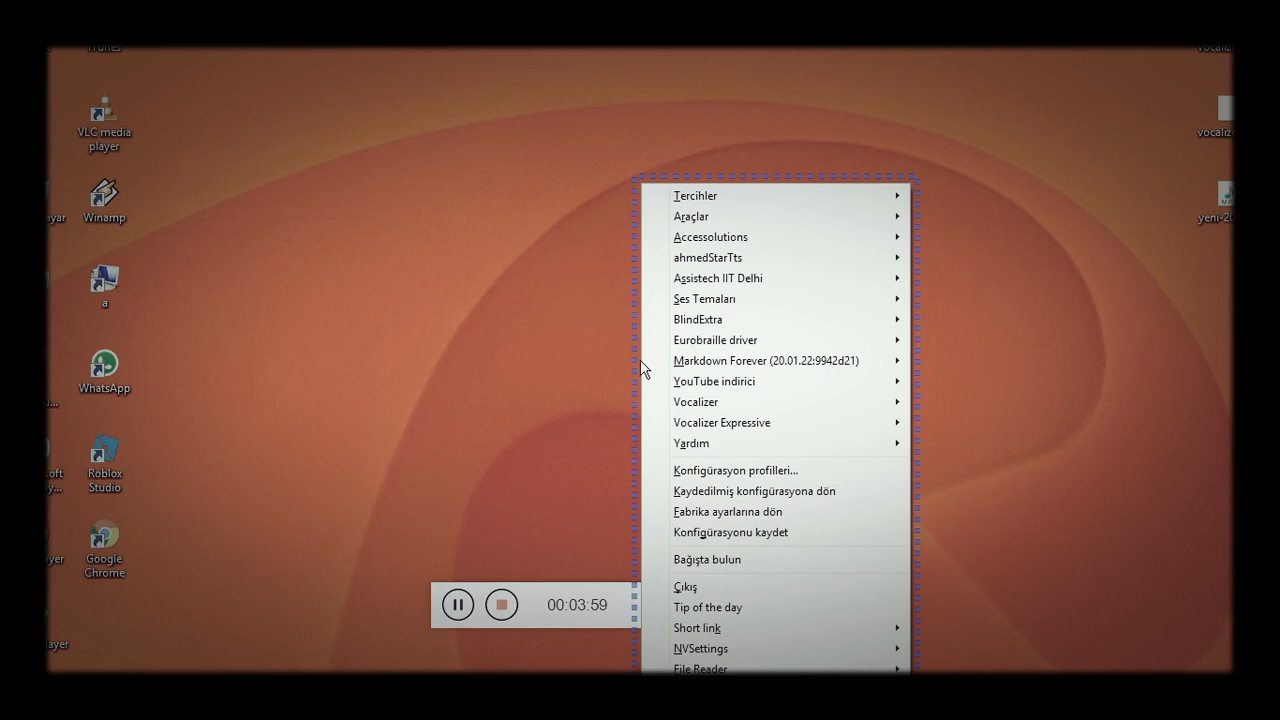 iTunes
VLC media
player
Winamp
a
WhatsApp
Roblox
Studio
Google
Chrome
ayar
u...
oft
y...
yer
ayer
Tercihler
Araçlar
Accessolutions
ahmedStarTts
Assistech IIT Delhi
Ses Temaları
BlindExtra
Eurobraille driver
Markdown Forever (20.01.22:9942d21)
YouTube indirici
Vocalizer
Vocalizer Expressive
Yardım
Konfigürasyon profilleri...
Kaydedilmiş konfigürasyona dön
Fabrika ayarlarına dön
Konfigürasyonu kaydet
Bağışta bulun
Çıkış
Tip of the day
Short link
NVSettings
File Reader
00:03:59
vocaliz
yeni-20